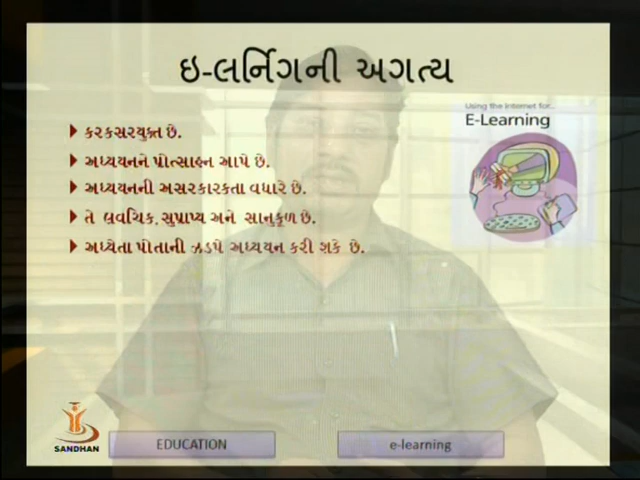 ઇ-લર્નિગની અગત્ય
કરકસરયુક્ત છે.
અધ્યયનને પ્રોત્સાહન આપે છે.
અધ્યયનની અસરકારકતા વધારે છે.
તે લવચિક, સુપ્રાપ્ય અને સાનુકૂળ છે.
અધ્યેતા પોતાની ઝડપે અધ્યયન કરી શકે છે.
Using the Internet for...
E-Learning
SANDHAN
EDUCATION
e-learning